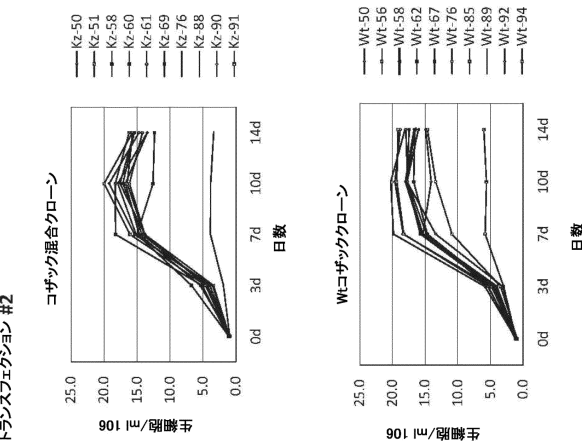 トランスフェクション #2
コザック混合クローン
25.0
20.0
15.0
10.0
5.0
0.0
生細胞/ml 106
0d
3d
7d
10d
14d
日数
Kz-50
Kz-51
Kz-58
Kz-60
Kz-61
Kz-69
Kz-76
Kz-88
Kz-90
Kz-91
Wtコザッククローン
25.0
20.0
15.0
10.0
5.0
0.0
生細胞/ml 106
0d
3d
7d
10d
14d
日数
Wt-50
Wt-56
Wt-58
Wt-62
Wt-67
Wt-76
Wt-85
Wt-89
Wt-92
Wt-94